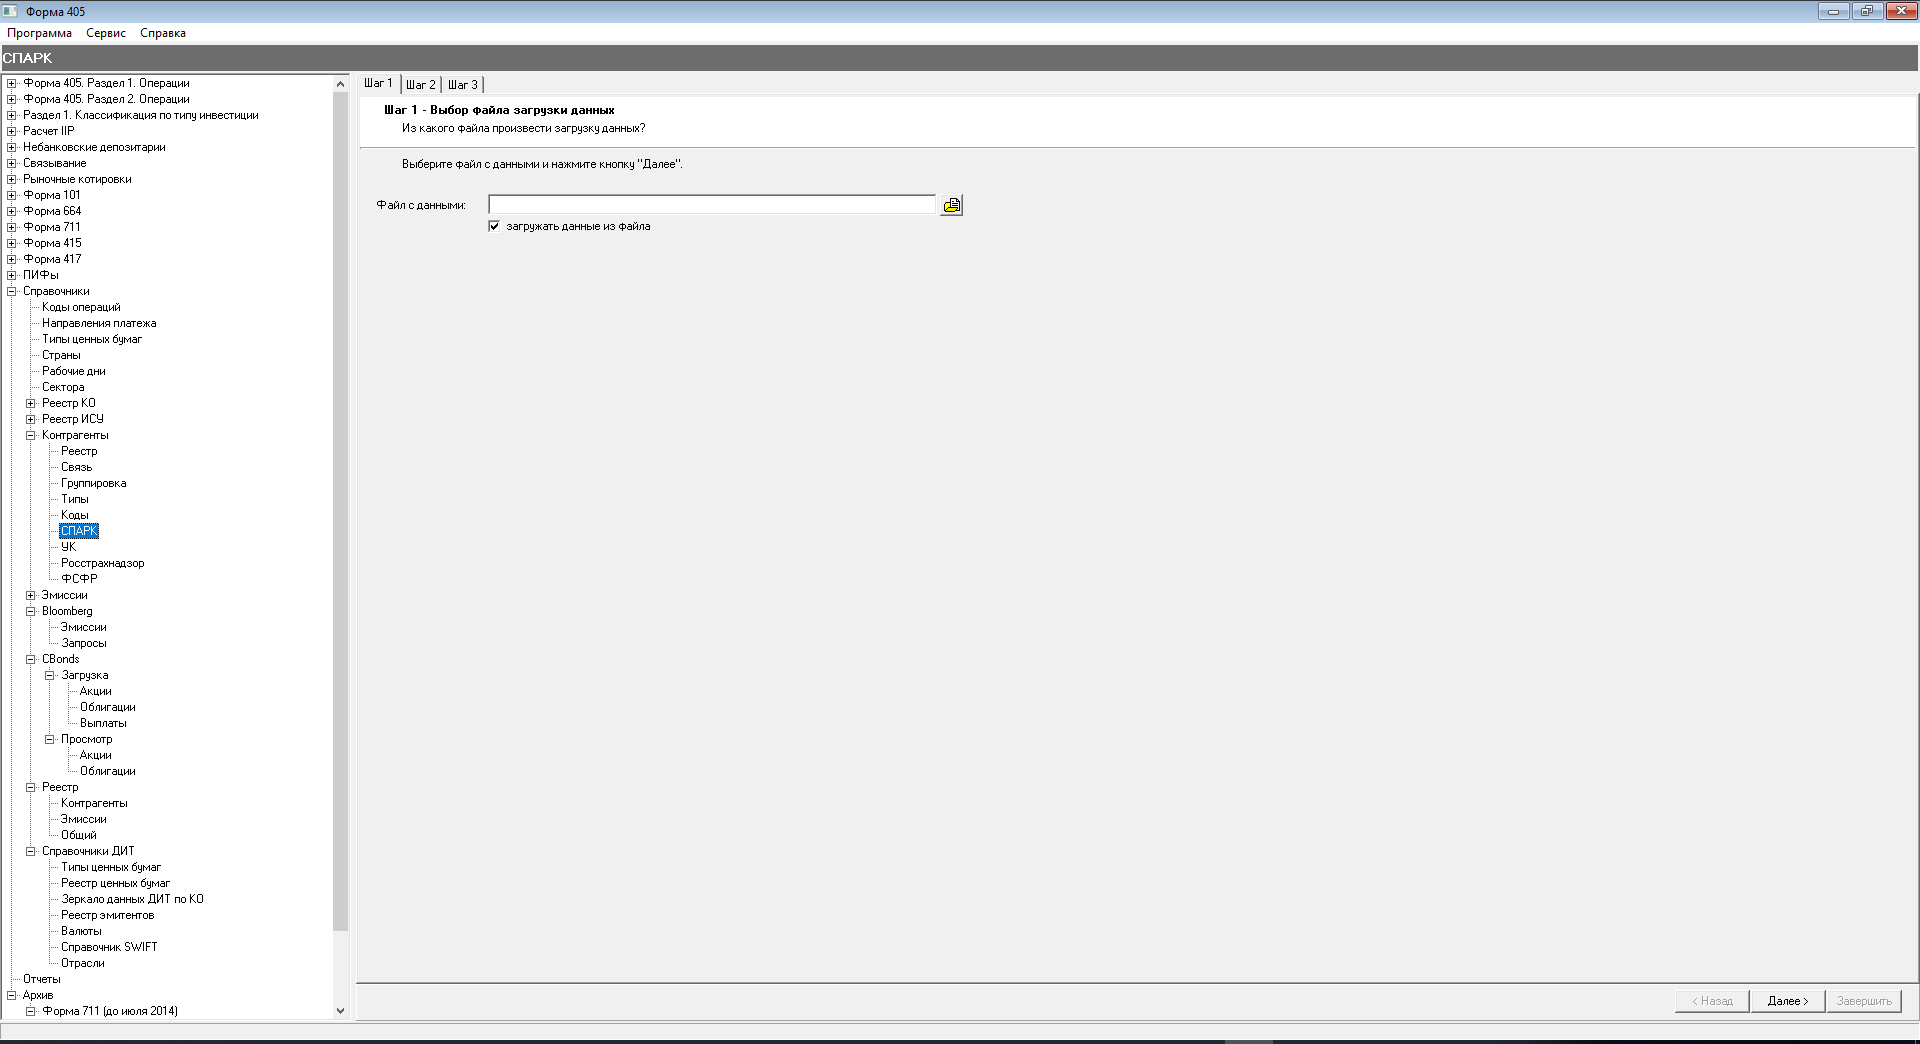 Форма 405
Программа Сервис Справка
СПАРК
Форма 405. Раздел 1. Операции
Форма 405. Раздел 2. Операции
Раздел 1. Классификация по типу инвестиции
Расчет IIP
Небанковские депозитарии
Связывание
Рыночные котировки
Форма 101
Форма 664
Форма 711
Форма 415
Форма 417
ПИФы
Справочники
Коды операций
Направления платежа
Типы ценных бумаг
Страны
Рабочие дни
Сектора
Реестр КО
Реестр ИСУ
Контрагенты
Реестр
Связь
Группировка
Типы
Коды
СПАРК
УК
Росстрахнадзор
ФСФР
Эмиссии
Bloomberg
Эмиссии
Запросы
CBonds
Загрузка
Акции
Облигации
Выплаты
Просмотр
Акции
Облигации
Реестр
Контрагенты
Эмиссии
Общий
Справочники ДИТ
Типы ценных бумаг
Реестр ценных бумаг
Зеркало данных ДИТ по КО
Реестр эмитентов
Валюты
Справочник SWIFT
Отрасли
Отчеты
Архив
Форма 711 (до июля 2014)
Шаг 1 Шаг 2 Шаг 3
Шаг 1 - Выбор файла загрузки данных
Из какого файла произвести загрузку данных?
Выберите файл с данными и нажмите кнопку "Далее".
Файл с данными:
загружать данные из файла
< Назад Далее > Завершить